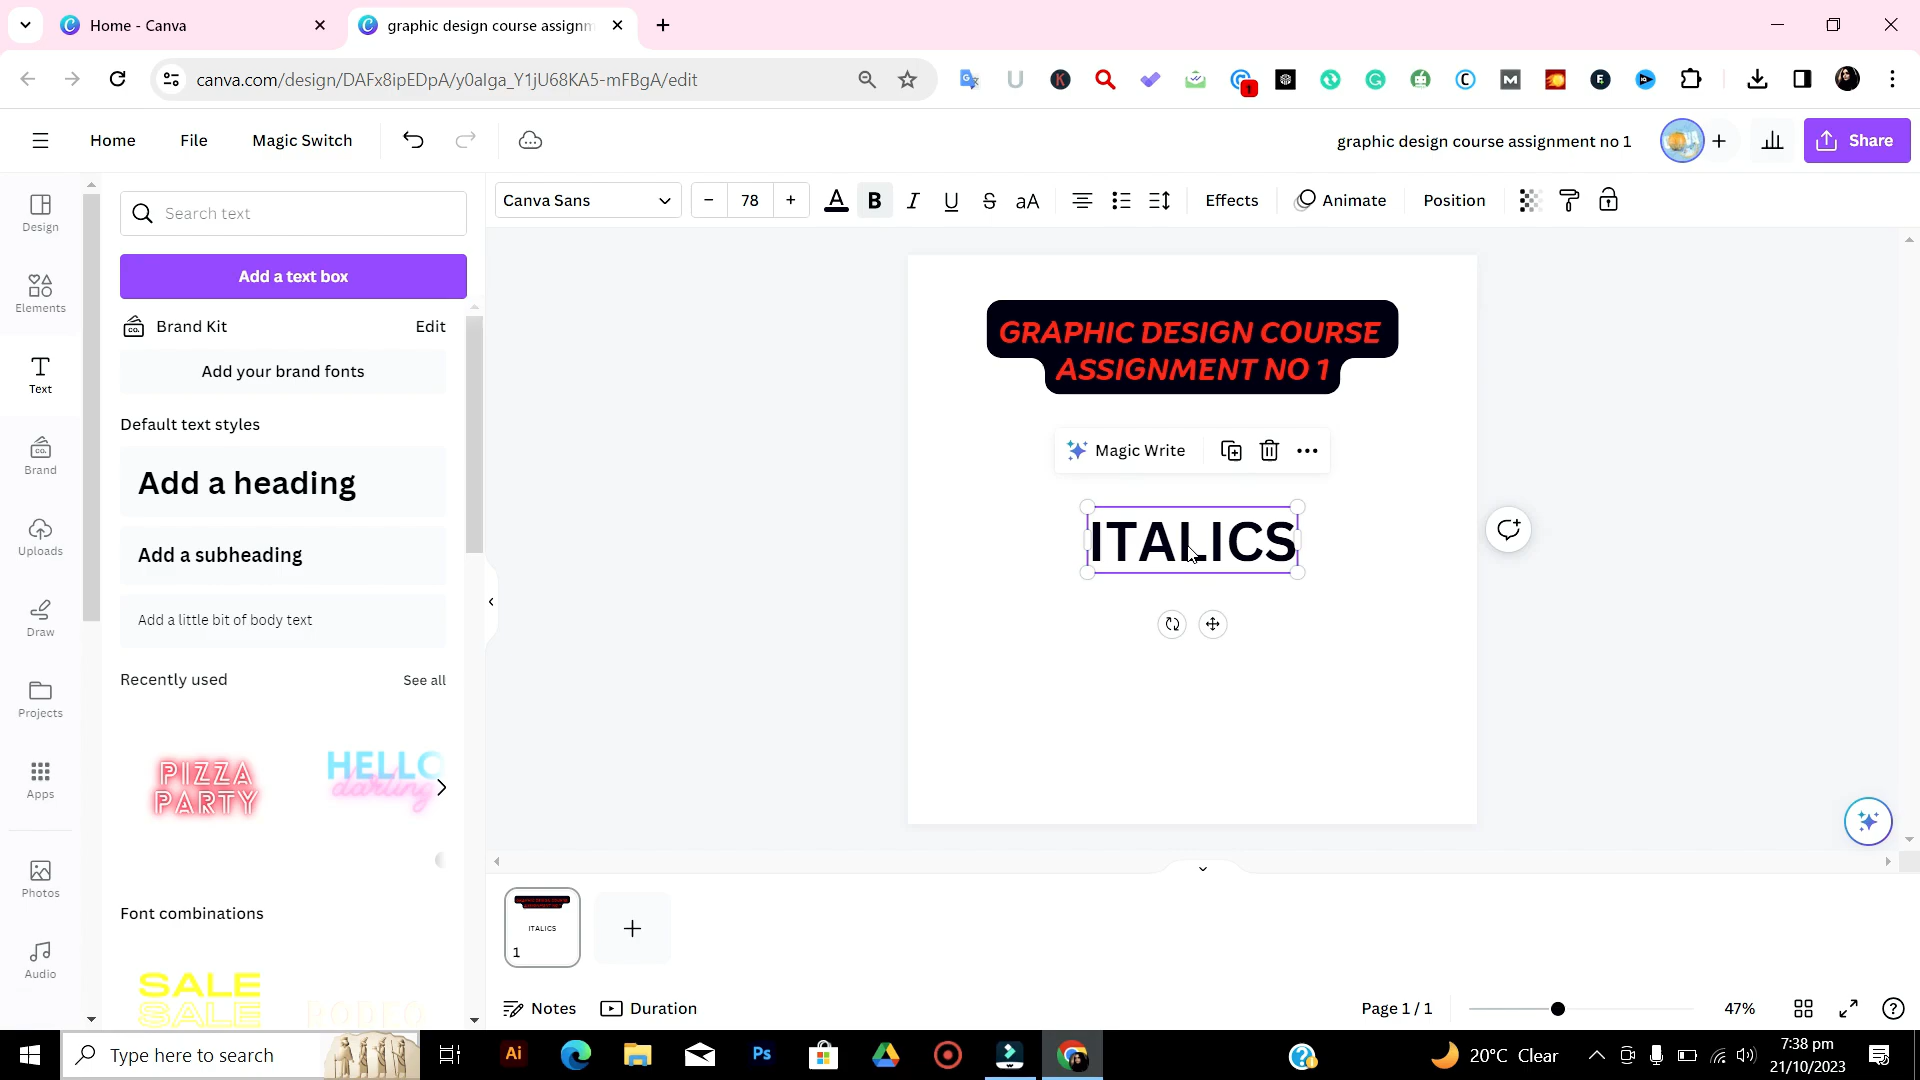 Home - Canva
graphic design course assignm
canva.com/design/DAFx8ipEDpA/y0alga_Y1jU68KA5-mFBgA/edit
Home
File
Magic Switch
graphic design course assignment no 1
Share
Canva Sans
78
B
I
U
S
aA
Effects
Animate
Position
Design
Elements
Text
Brand
Uploads
Draw
Projects
Apps
Photos
Audio
Search text
Add a text box
Brand Kit
Edit
Add your brand fonts
Default text styles
Add a heading
Add a subheading
Add a little bit of body text
Recently used
See all
PIZZA
PARTY
HELLO
darling
Font combinations
SALE
SALE
RODEO
GRAPHIC DESIGN COURSE
ASSIGNMENT NO 1
Magic Write
ITALICS
1
Notes
Duration
Page 1 / 1
47%
Type here to search
Ai
Ps
20°C Clear
7:38 pm
21/10/2023